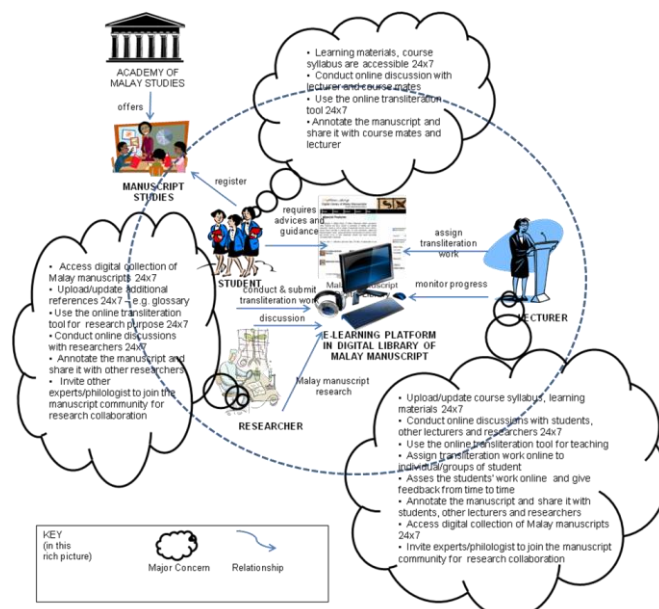 ACADEMY OF
MALAY STUDIES
offers
MANUSCRIPT
STUDIES
register
• Learning materials, course
syllabus are accessible 24x7
• Conduct online discussion with
lecturer and course mates
• Use the online transliteration
tool 24x7
• Annotate the manuscript and
share it with course mates and
lecturer
requires
advices and
guidance
assign
transliteration
work
STUDENT
conduct & submit
transliteration work
monitor progress
LECTURER
discussion
E-LEARNING PLATFORM
IN DIGITAL LIBRARY OF
MALAY MANUSCRIPT
Malay manuscript
research
RESEARCHER
• Access digital collection of
Malay manuscripts 24x7
• Upload/update additional
references 24x7 – e.g. glossary
• Use the online transliteration
tool for research purpose 24x7
• Conduct online discussions
with researchers 24x7
• Annotate the manuscript and
share it with other researchers
• Invite other
experts/philologist to join the
manuscript community for
research collaboration
• Upload/update course syllabus, learning
materials 24x7
• Conduct online discussions with students,
other lecturers and researchers 24x7
• Use the online transliteration tool for teaching
• Assign transliteration work online to
individual/groups of student
• Asses the students' work online and give
feedback from time to time
• Annotate the manuscript and share it with
students, other lecturers and researchers
• Access digital collection of Malay manuscripts
24x7
• Invite experts/philologist to join the manuscript
community for research collaboration
KEY
(in this
rich picture)
Major Concern
Relationship